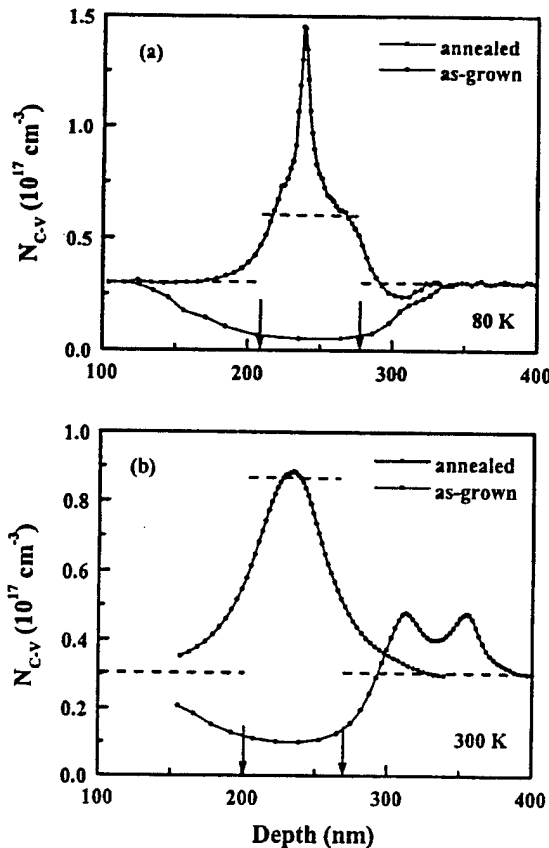 1.5
(a)
annealed
as-grown
1.0
0.5
0.0
N_C-V (10^17 cm^-3)
80 K
100 200 300 400
1.0
(b)
annealed
as-grown
0.8
0.6
0.4
0.2
0.0
N_C-V (10^17 cm^-3)
300 K
100 200 300 400
Depth (nm)